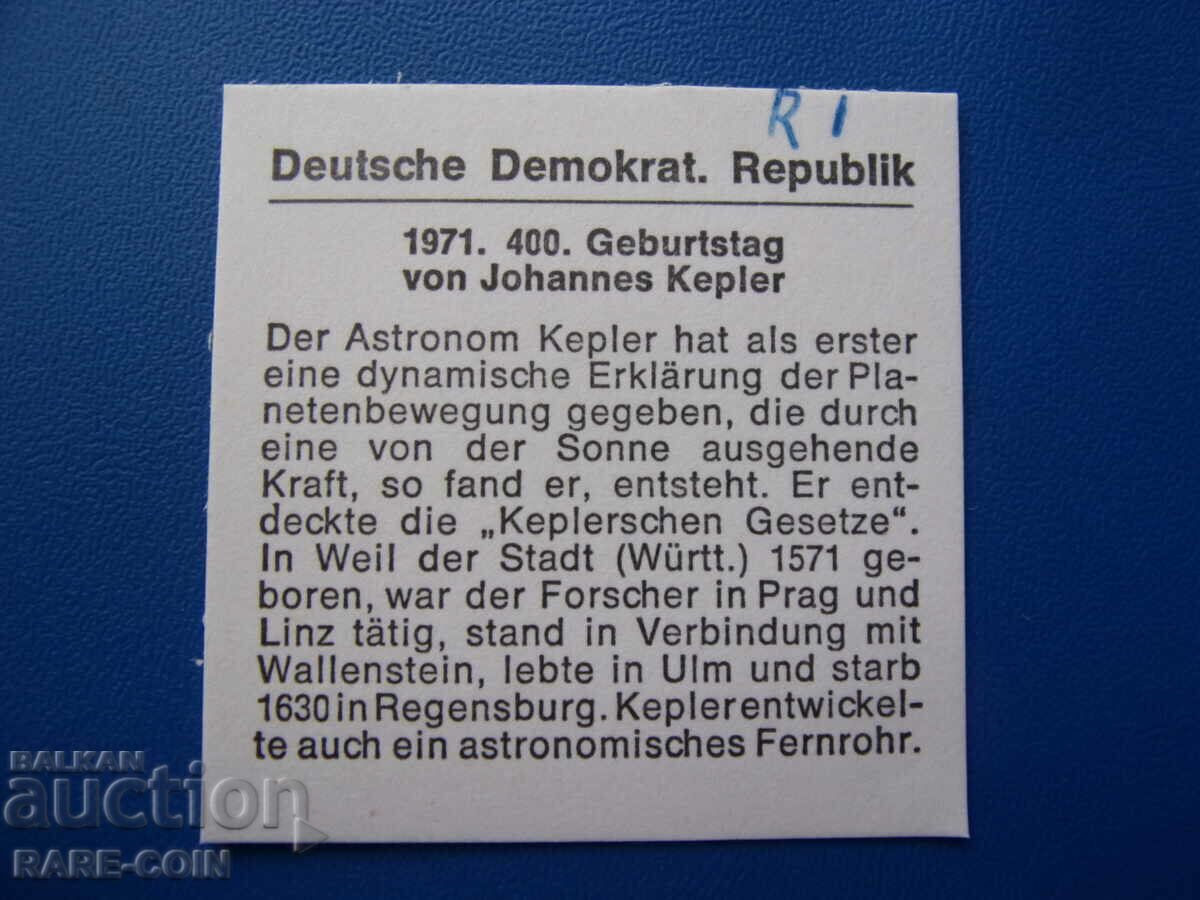 R 1
Deutsche Demokrat. Republik
1971. 400. Geburtstag
von Johannes Kepler
Der Astronom Kepler hat als erster
eine dynamische Erklärung der Pla-
netenbewegung gegeben, die durch
eine von der Sonne ausgehende
Kraft, so fand er, entsteht. Er ent-
deckte die „Keplerschen Gesetze“.
In Weil der Stadt (Württ.) 1571 ge-
boren, war der Forscher in Prag und
Linz tätig, stand in Verbindung mit
Wallenstein, lebte in Ulm und starb
1630 in Regensburg. Kepler entwickel-
te auch ein astronomisches Fernrohr.
BALKAN
auction
RARE-COIN